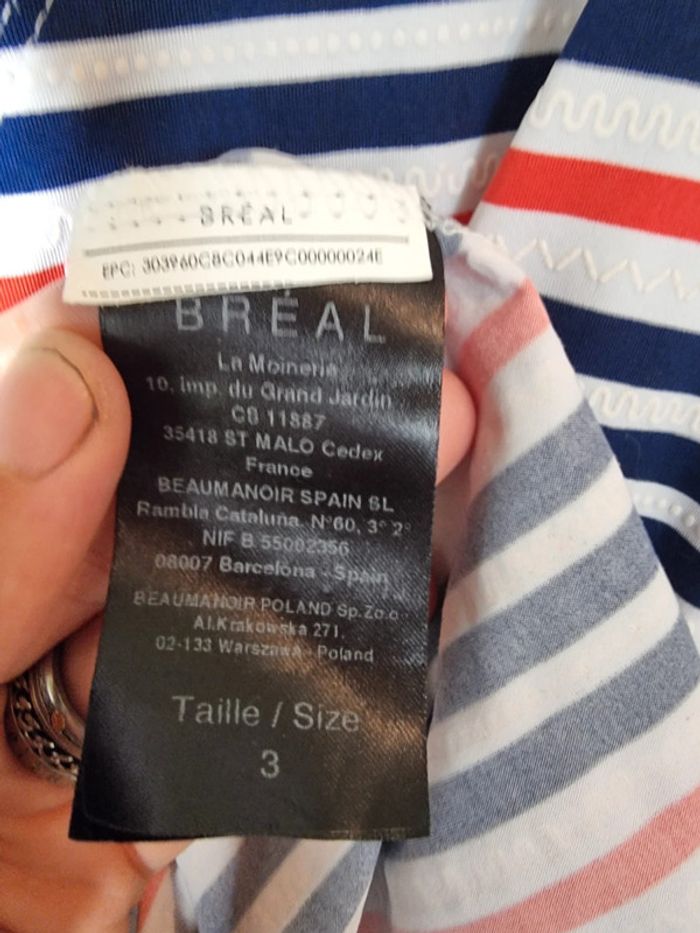 BRÉAL
EPC: 303960C8C044E9C00000024E
BRÉAL
La Moinerie
10, imp. du Grand Jardin
CS 11887
35418 ST MALO Cedex
France
BEAUMANOIR SPAIN SL
Rambla Cataluna. N°60, 3° 2ª
NIF B 55002356
08007 Barcelona - Spain
BEAUMANOIR POLAND Sp.Zo.o
Al.Krakowska 271.
02-133 Warszawa - Poland
Taille / Size
3